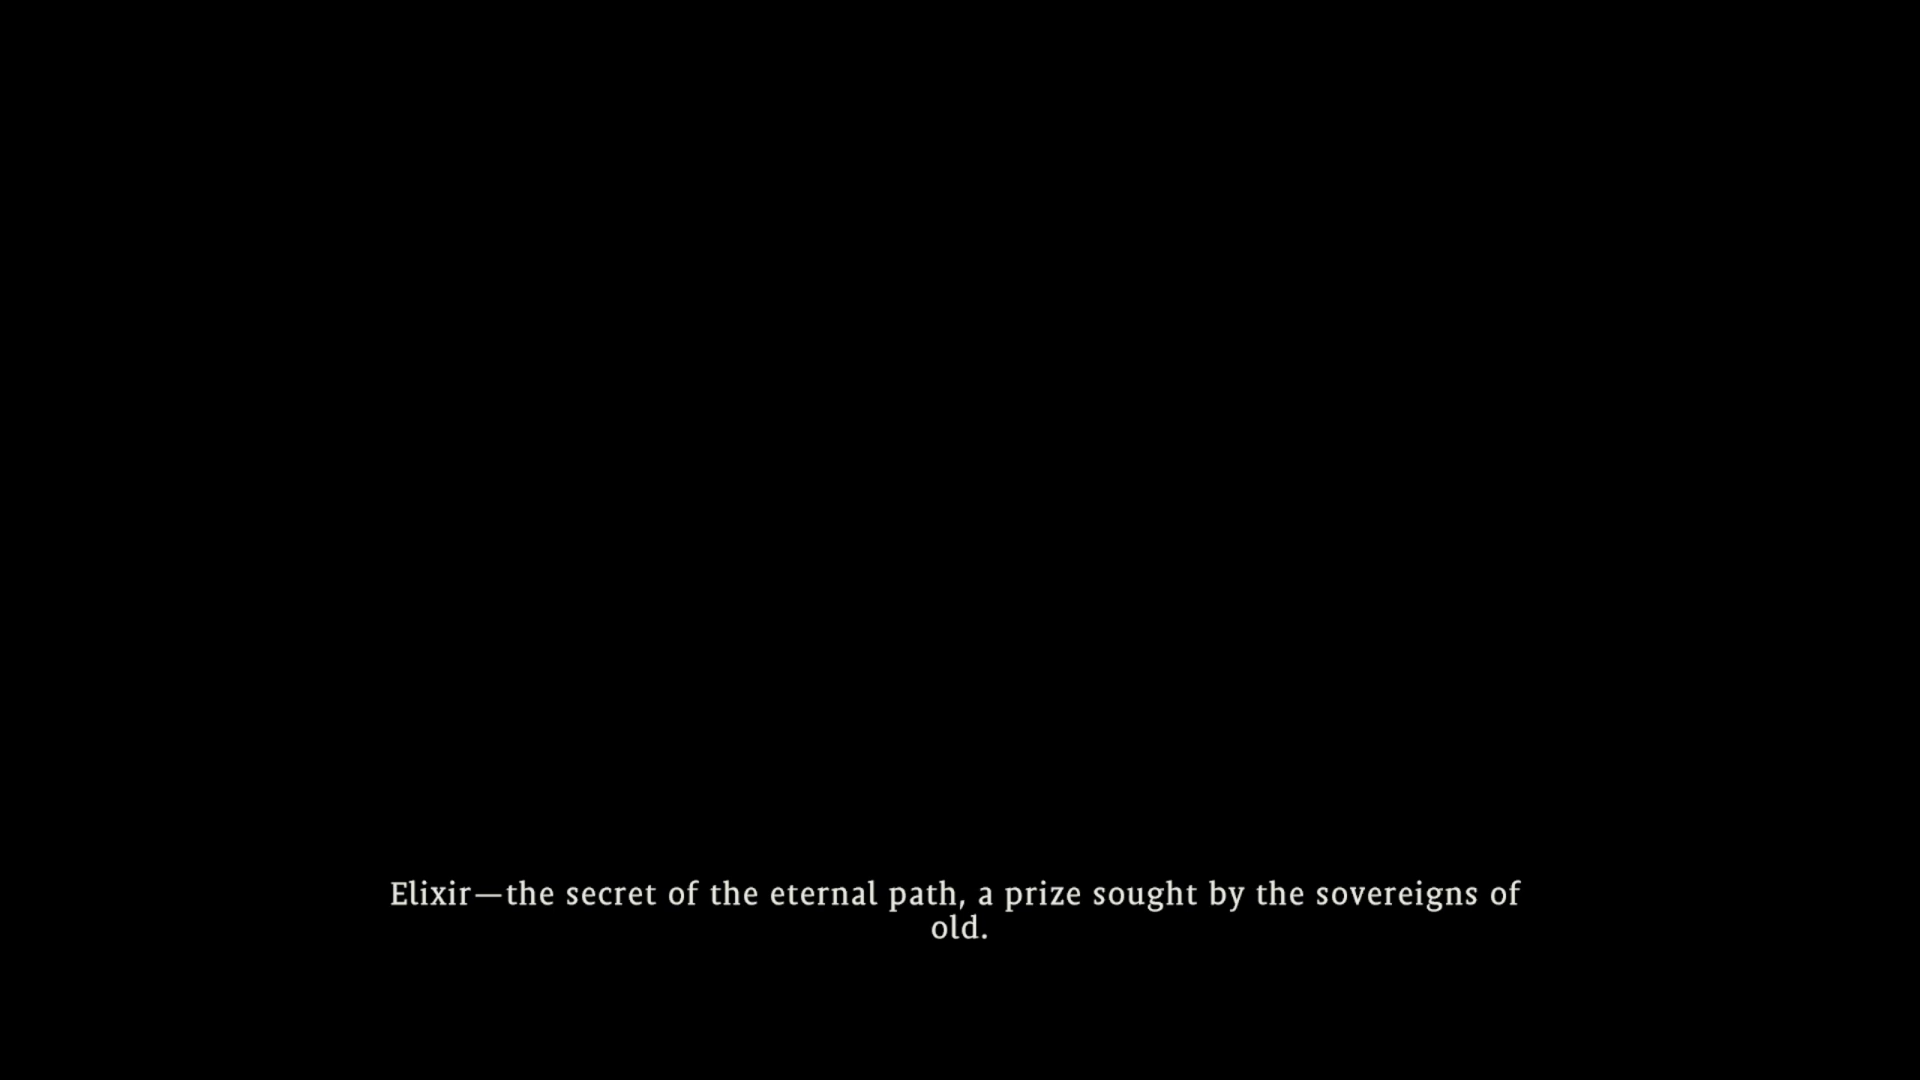 Elixir—the secret of the eternal path, a prize sought by the sovereigns of
old.